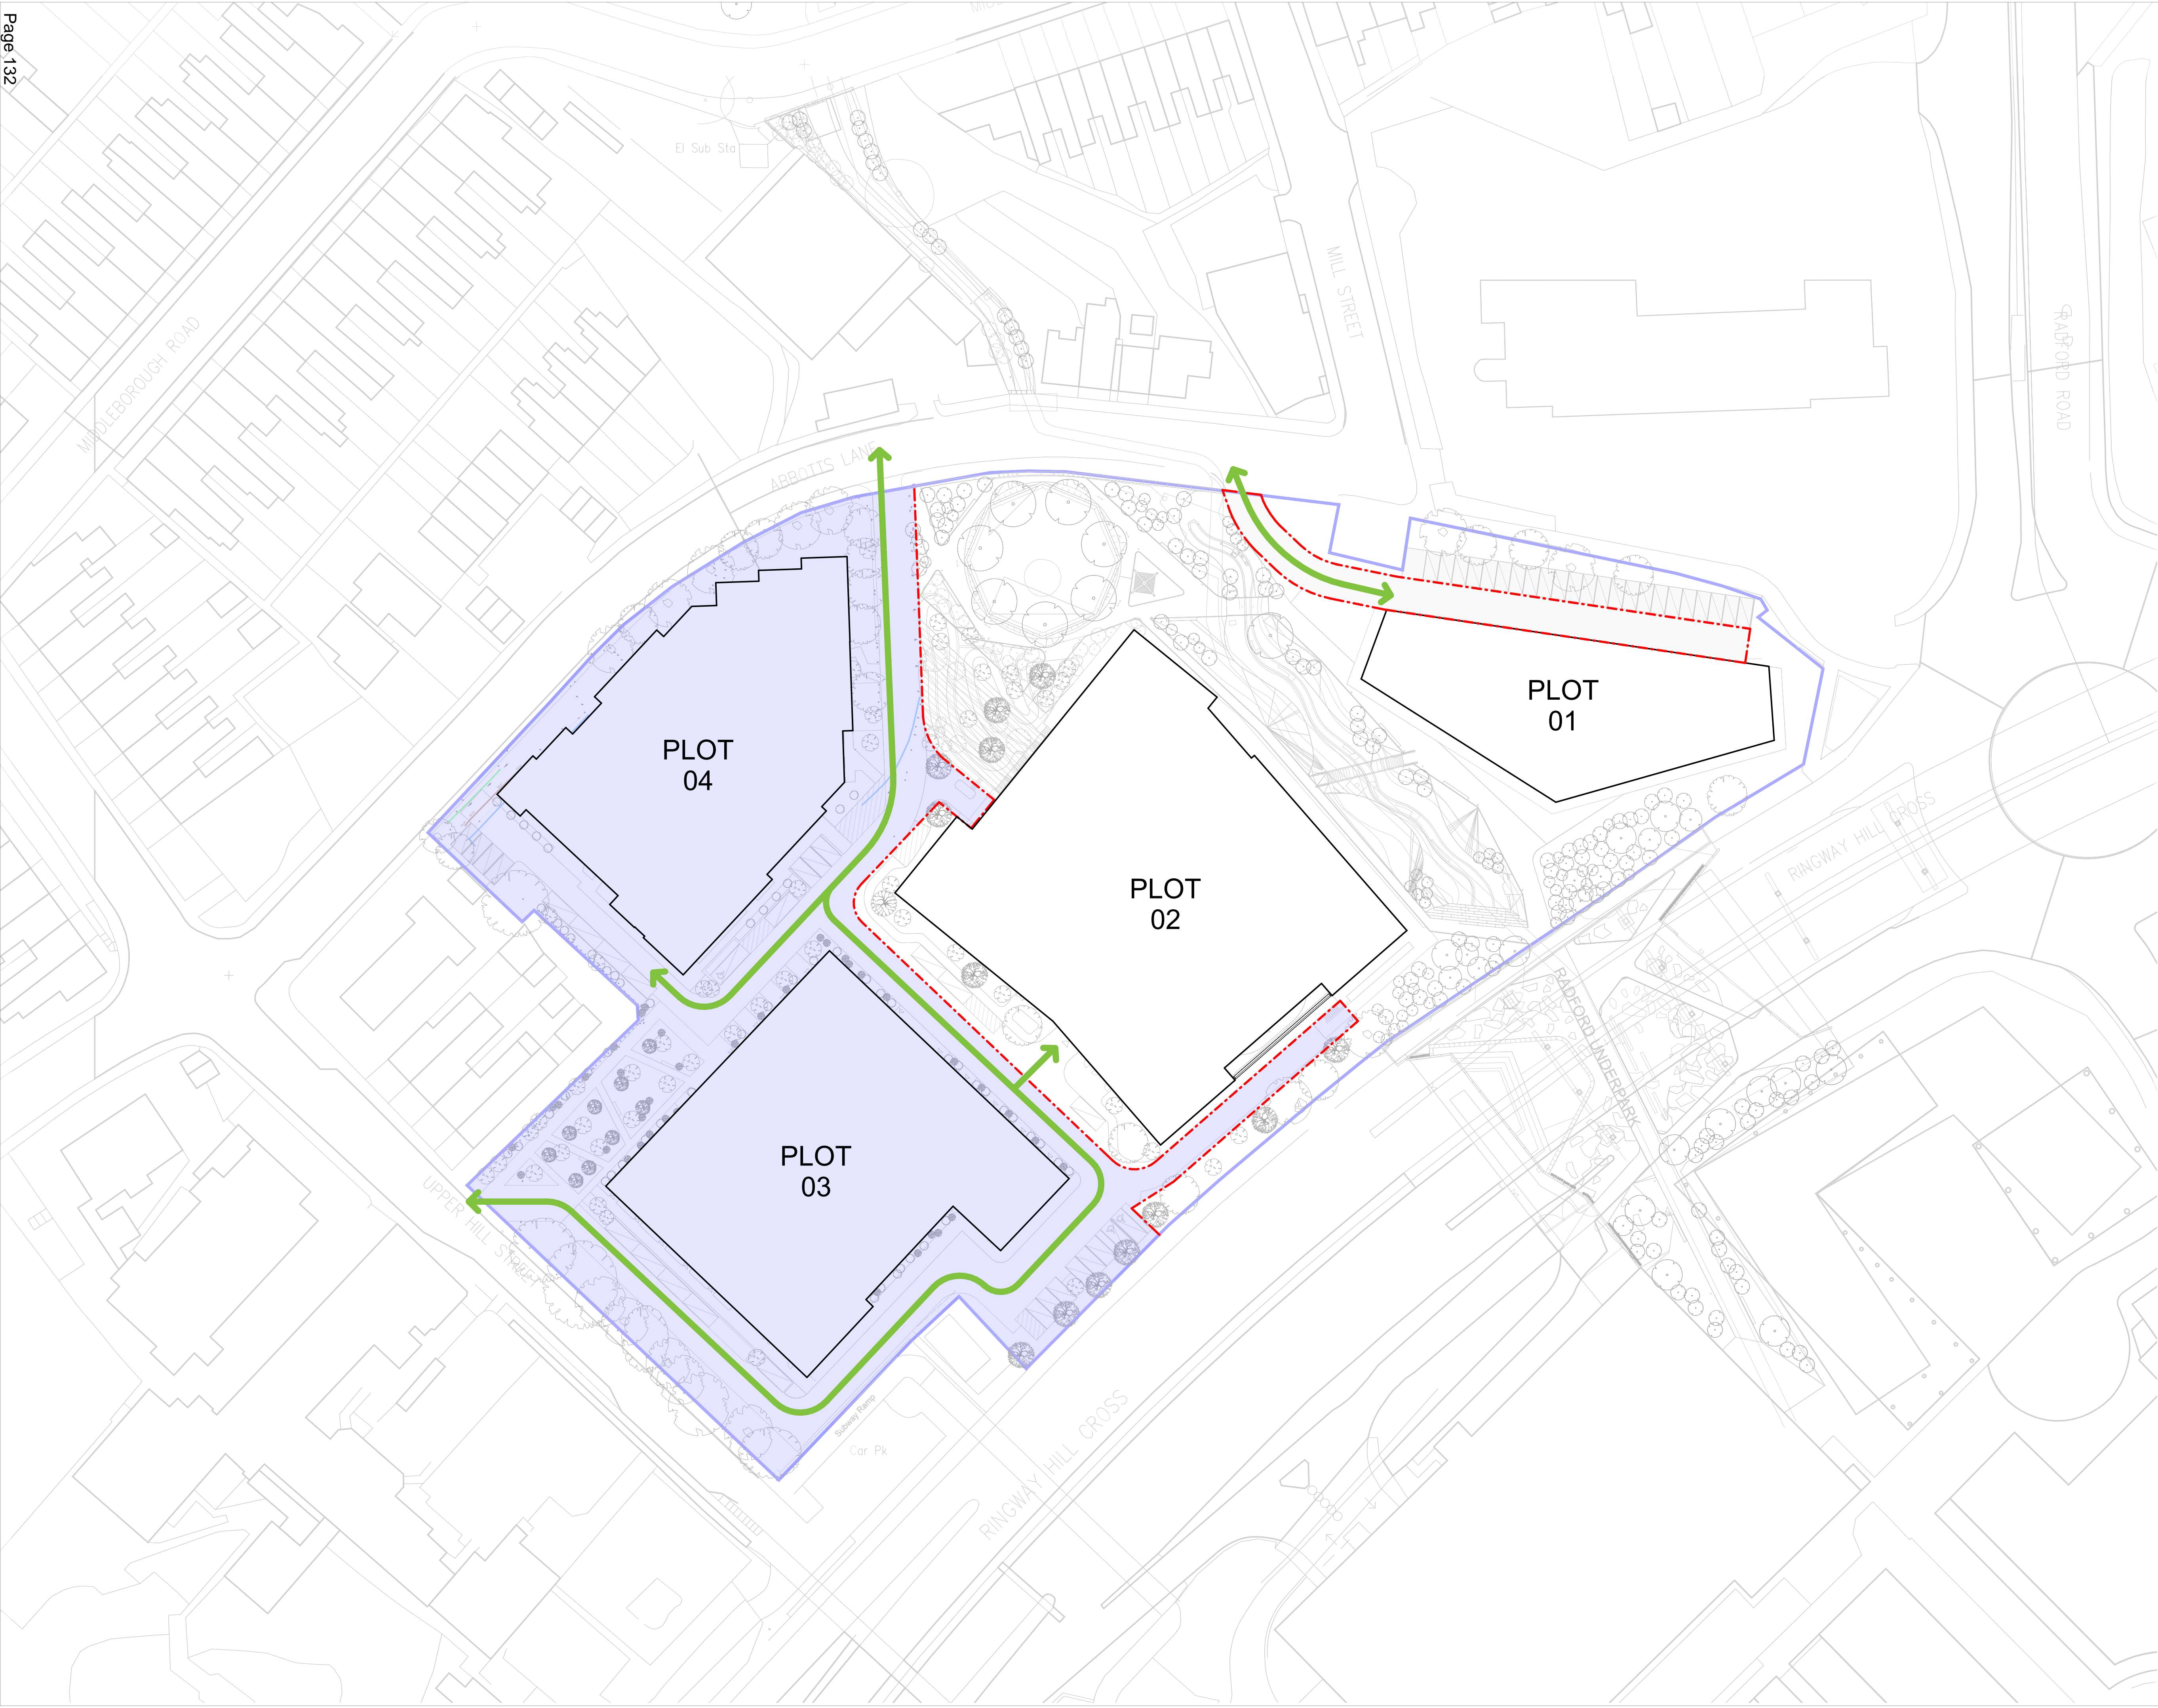 Page 132
El Sub Sta
MILL STREET
RADFORD ROAD
MIDDLEBOROUGH ROAD
ABBOTTS LANE
PLOT
01
PLOT
04
PLOT
02
RINGWAY HILL CROSS
RADFORD UNDERPARK
PLOT
03
UPPER HILL STREET
Subway Ramp
Car Pk
RINGWAY HILL CROSS